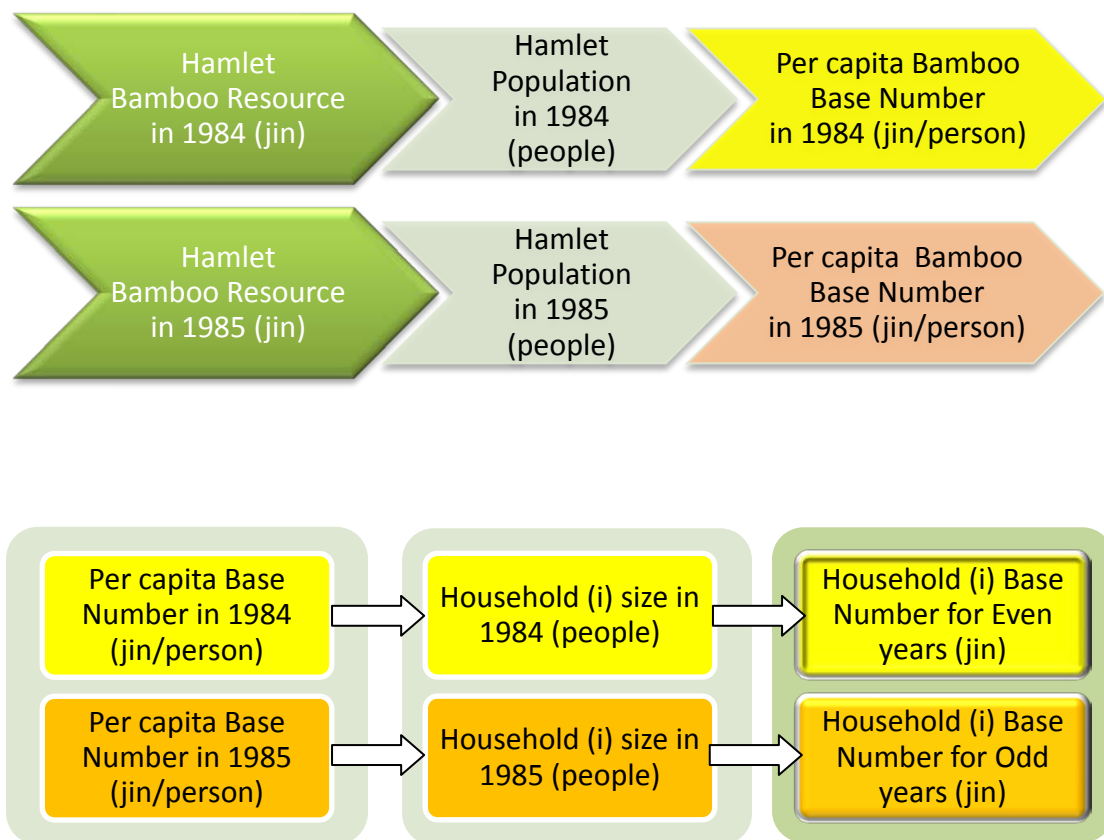 Hamlet
Bamboo Resource
in 1984 (jin)
Hamlet
Population
in 1984
(people)
Per capita Bamboo
Base Number
in 1984 (jin/person)
Hamlet
Bamboo Resource
in 1985 (jin)
Hamlet
Population
in 1985
(people)
Per capita Bamboo
Base Number
in 1985 (jin/person)
Per capita Base
Number in 1984
(jin/person)
Household (i) size in
1984 (people)
Household (i) Base
Number for Even
years (jin)
Per capita Base
Number in 1985
(jin/person)
Household (i) size in
1985 (people)
Household (i) Base
Number for Odd
years (jin)